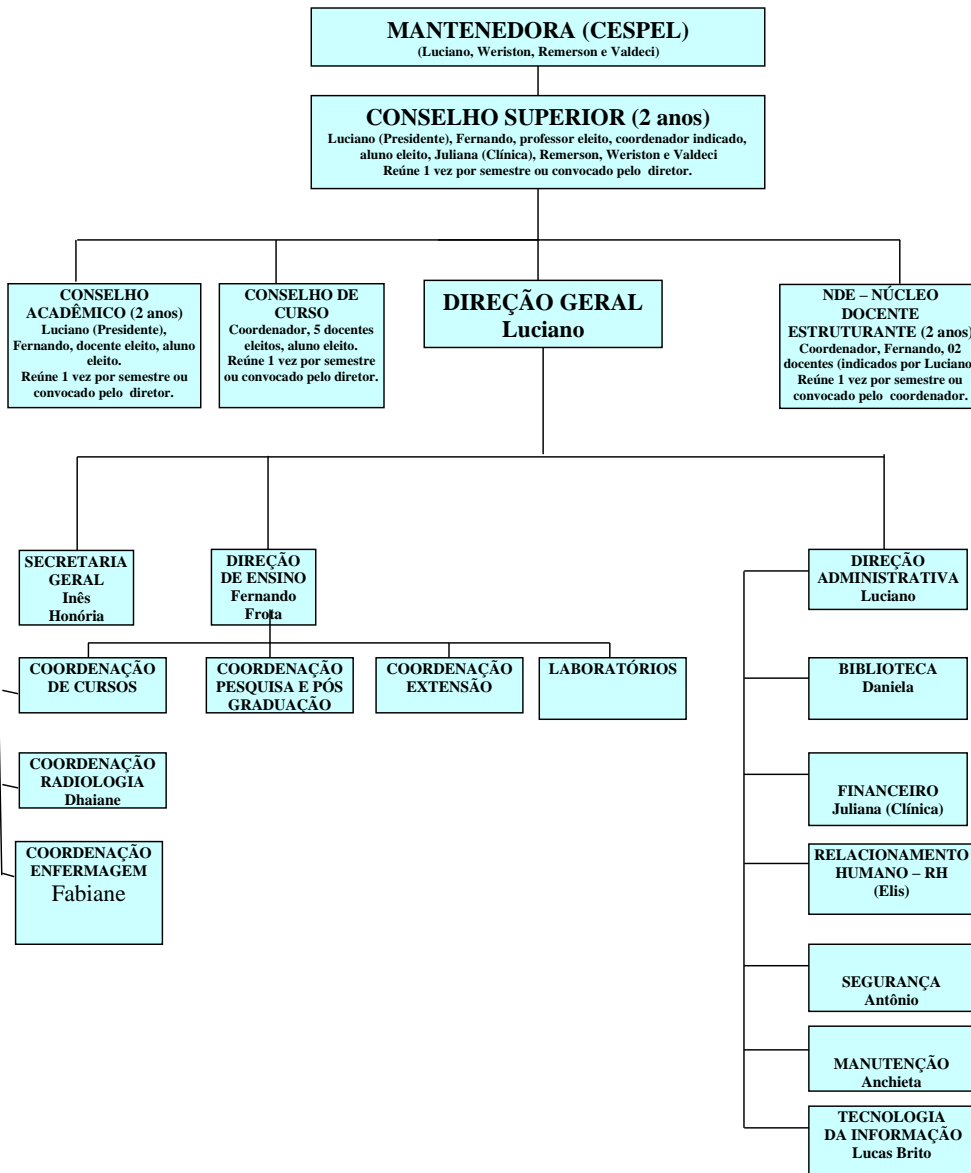 MANTENEDORA (CESPEL)
(Luciano, Weriston, Remerson e Valdeci)
CONSELHO SUPERIOR (2 anos)
Luciano (Presidente), Fernando, professor eleito, coordenador indicado,
aluno eleito, Juliana (Clínica), Remerson, Weriston e Valdeci
Reúne 1 vez por semestre ou convocado pelo diretor.
CONSELHO
ACADÊMICO (2 anos)
Luciano (Presidente),
Fernando, docente eleito, aluno
eleito.
Reúne 1 vez por semestre ou
convocado pelo diretor.
CONSELHO DE
CURSO
Coordenador, 5 docentes
eleitos, aluno eleito.
Reúne 1 vez por semestre
ou convocado pelo diretor.
DIREÇÃO GERAL
Luciano
NDE – NÚCLEO
DOCENTE
ESTRUTURANTE (2 anos)
Coordenador, Fernando, 02
docentes (indicados por Luciano
Reúne 1 vez por semestre ou
convocado pelo coordenador.
SECRETARIA
GERAL
Inês
Honória
DIREÇÃO
DE ENSINO
Fernando
Frota
DIREÇÃO
ADMINISTRATIVA
Luciano
COORDENAÇÃO
DE CURSOS
COORDENAÇÃO
PESQUISA E PÓS
GRADUAÇÃO
COORDENAÇÃO
EXTENSÃO
LABORATÓRIOS
BIBLIOTECA
Daniela
COORDENAÇÃO
RADIOLOGIA
Dhaiane
FINANCEIRO
Juliana (Clínica)
COORDENAÇÃO
ENFERMAGEM
Fabiane
RELACIONAMENTO
HUMANO – RH
(Elis)
SEGURANÇA
Antônio
MANUTENÇÃO
Anchieta
TECNOLOGIA
DA INFORMAÇÃO
Lucas Brito